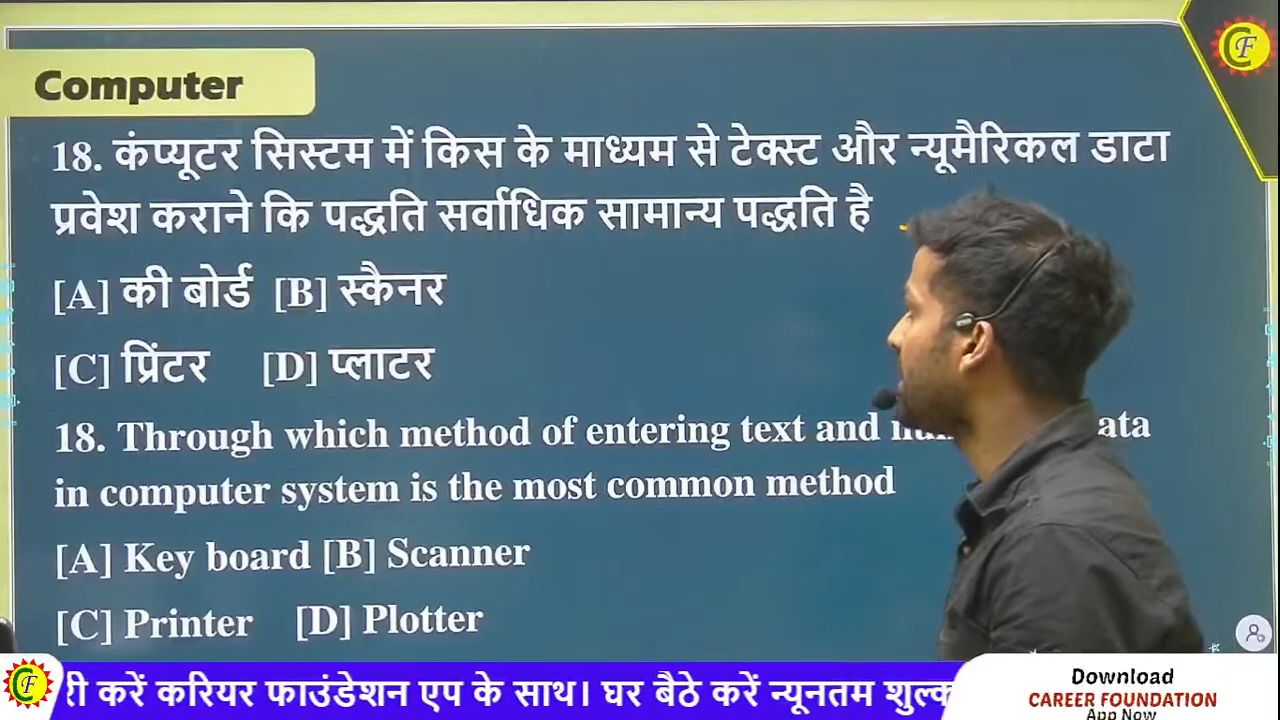 Computer
18. कंप्यूटर सिस्टम में किस के माध्यम से टेक्स्ट और न्यूमैरिकल डाटा
प्रवेश कराने कि पद्धति सर्वाधिक सामान्य पद्धति है
[A] की बोर्ड [B] स्कैनर
[C] प्रिंटर [D] प्लाटर
18. Through which method of entering text and
in computer system is the most common method
[A] Key board [B] Scanner
[C] Printer [D] Plotter
री करें करियर फाउंडेशन एप के साथ। घर बैठे करें न्यूनतम शुल्क
Download
CAREER FOUNDATION
App Now